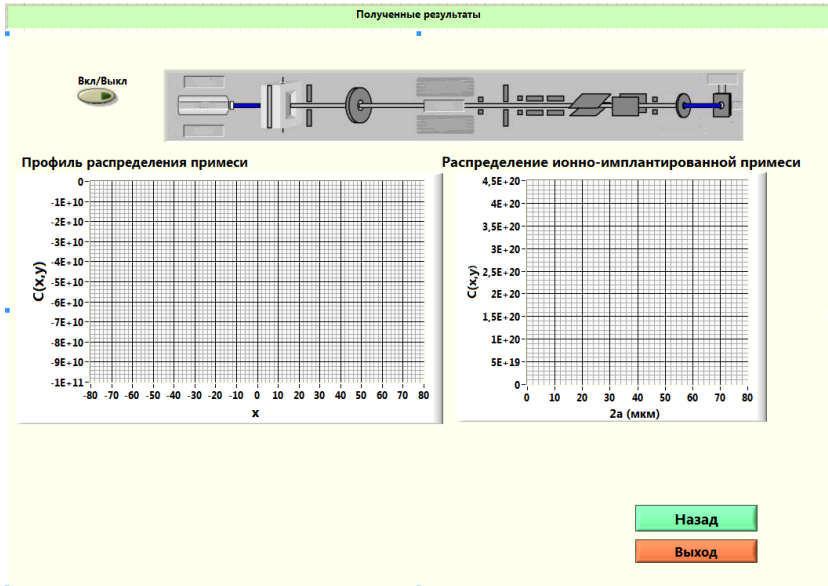 Полученные результаты
Вкл/Выкл
Профиль распределения примеси
Распределение ионно-имплантированной примеси
0
-1E+10
-2E+10
-3E+10
-4E+10
-5E+10
-6E+10
-7E+10
-8E+10
-9E+10
-1E+11
C(x,y)
-80 -70 -60 -50 -40 -30 -20 -10 0 10 20 30 40 50 60 70 80
x
4,5E+20
4E+20
3,5E+20
3E+20
2,5E+20
2E+20
1,5E+20
1E+20
5E+19
0
C(x,y)
0 10 20 30 40 50 60 70 80
2a (мкм)
Назад
Выход